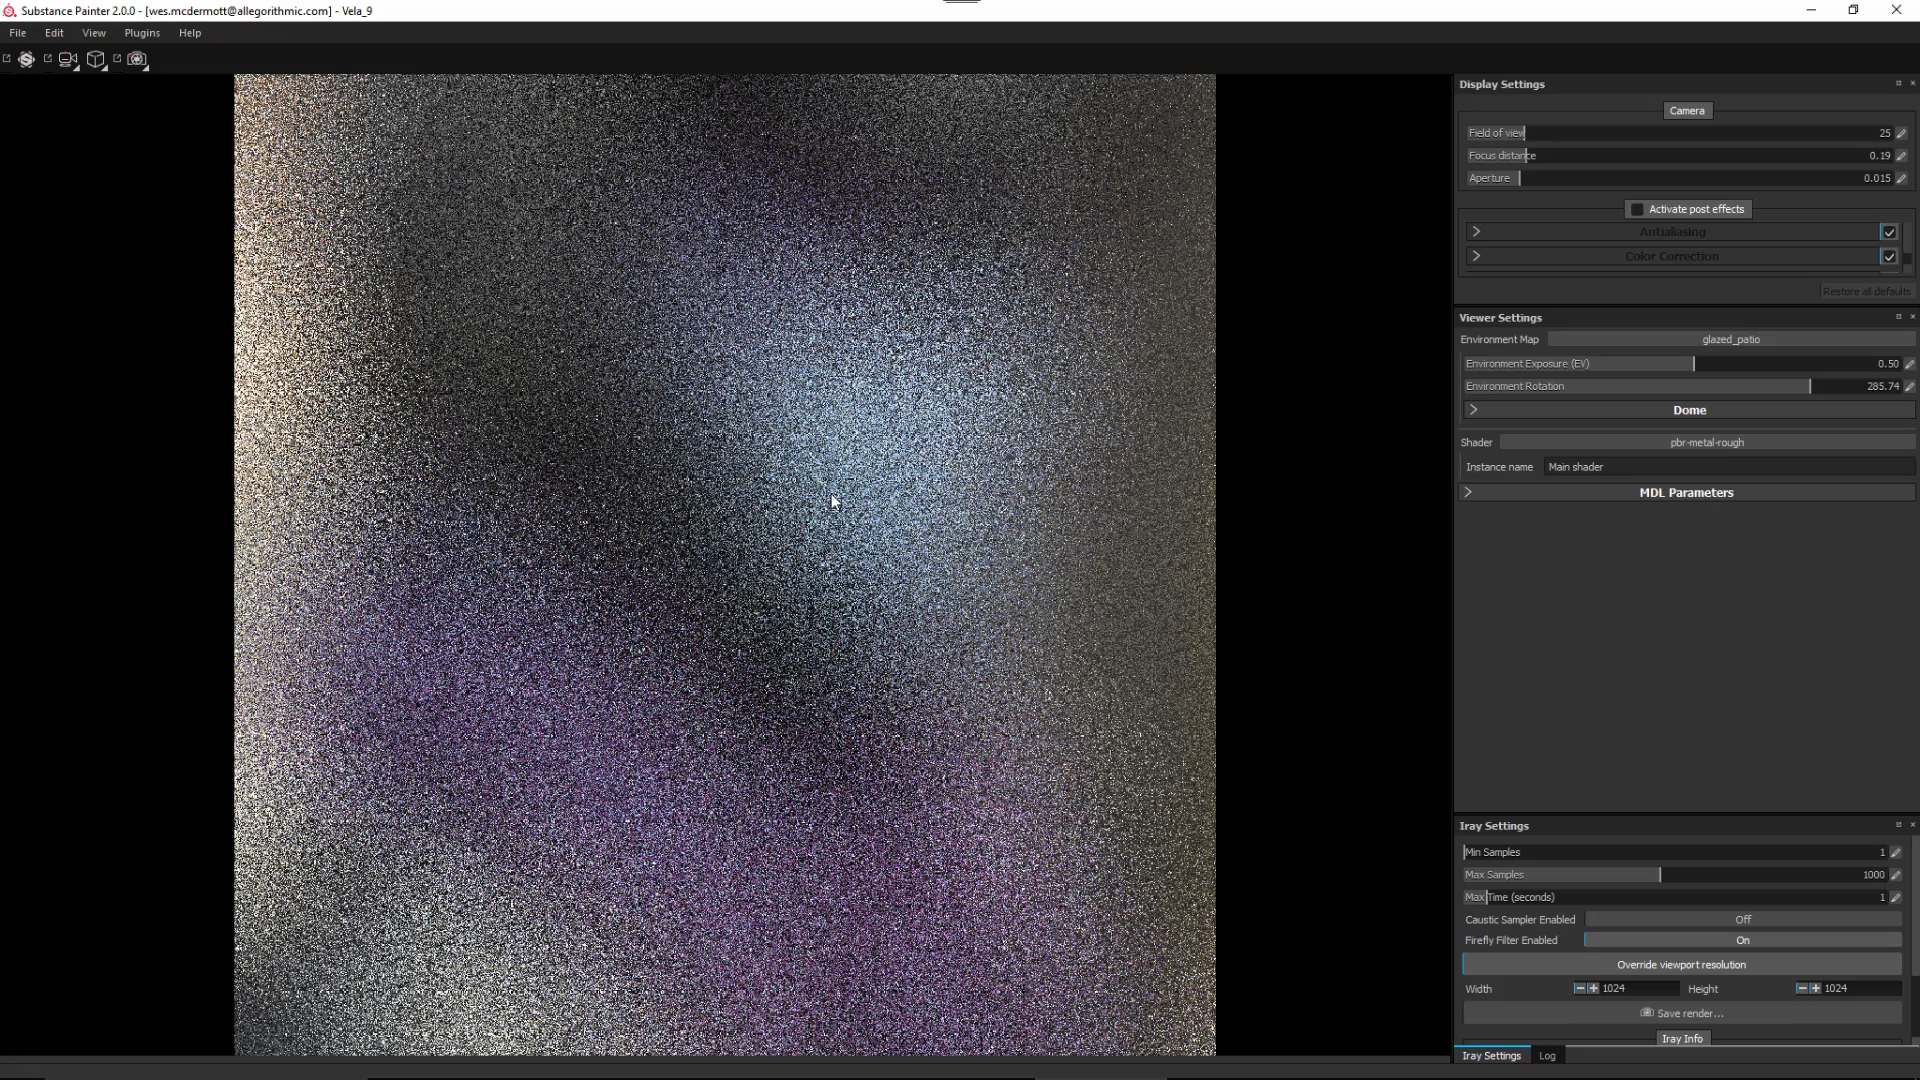 Substance Painter 2.0.0 - [wes.mcdermott@allegorithmic.com] - Vela_9
File Edit View Plugins Help
Display Settings
Camera
Field of view 25
Focus distance 0.19
Aperture 0.015
Activate post effects
Antialiasing
Color Correction
Restore all defaults
Viewer Settings
Environment Map glazed_patio
Environment Exposure (EV) 0.50
Environment Rotation 285.74
Dome
Shader pbr-metal-rough
Instance name Main shader
MDL Parameters
Iray Settings
Min Samples 1
Max Samples 1000
Max Time (seconds) 1
Caustic Sampler Enabled Off
Firefly Filter Enabled On
Override viewport resolution
Width 1024 Height 1024
Save render...
Iray Info
Iray Settings Log